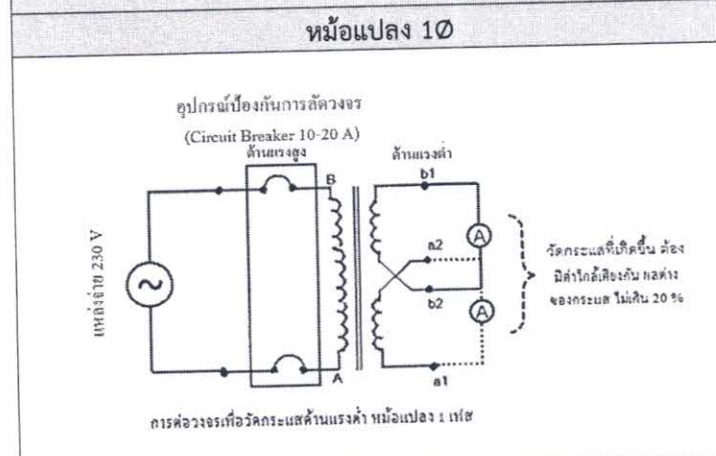 หม้อแปลง 1Ø
อุปกรณ์ป้องกันการลัดวงจร
(Circuit Breaker 10-20 A)
ด้านแรงสูง
ด้านแรงต่ำ
B
b1
A
a2
แหล่งจ่าย 230 V
วัดกระแสที่เกิดขึ้น ต้อง
มีค่าใกล้เคียงกัน ผลต่าง
ของกระแส ไม่เกิน 20 %
b2
A
A
a1
การต่อวงจรเพื่อวัดกระแสด้านแรงต่ำ หม้อแปลง 1 เฟส